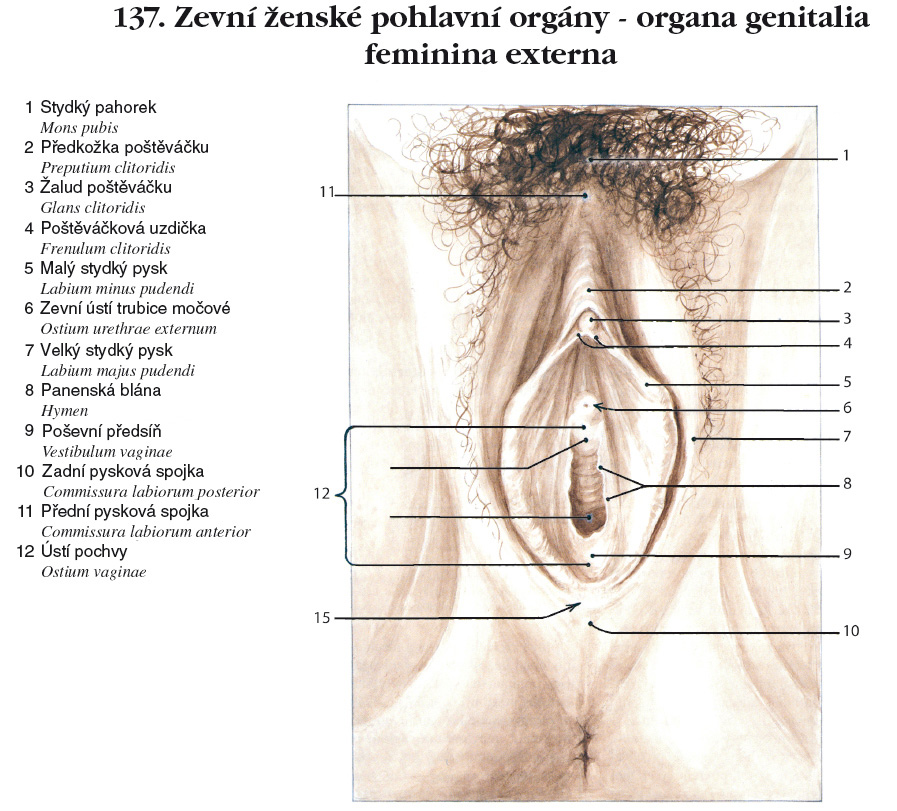 137. Zevní ženské pohlavní orgány - organa genitalia
feminina externa
1 Stydký pahorek
Mons pubis
2 Předkožka poštěváčku
Preputium clitoridis
3 Žalud poštěváčku
Glans clitoridis
4 Poštěváčková uzdička
Frenulum clitoridis
5 Malý stydký pysk
Labium minus pudendi
6 Zevní ústí trubice močové
Ostium urethrae externum
7 Velký stydký pysk
Labium majus pudendi
8 Panenská blána
Hymen
9 Poševní předsíň
Vestibulum vaginae
10 Zadní pysková spojka
Commissura labiorum posterior
11 Přední pysková spojka
Commissura labiorum anterior
12 Ústí pochvy
Ostium vaginae
11
12
15
1
2
3
4
5
6
7
8
9
10